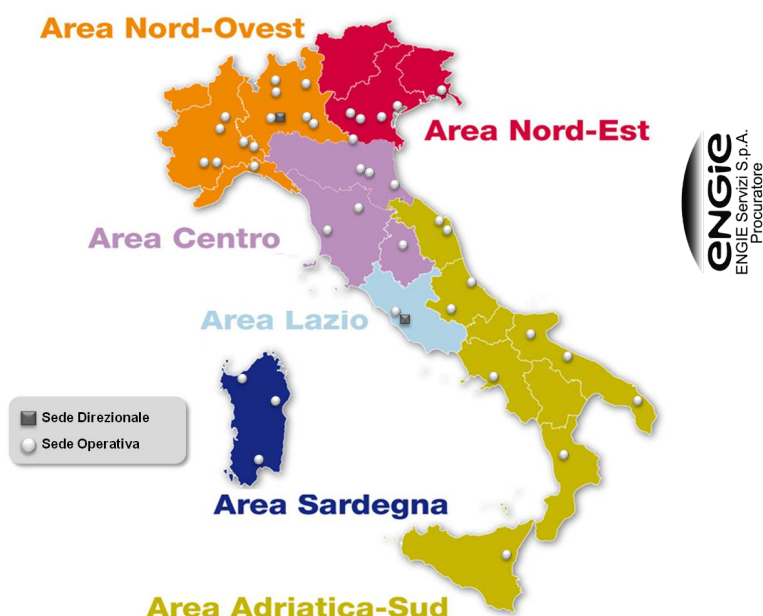 Area Nord-Ovest
Area Nord-Est
ENGIE
ENGIE Servizi S.p.A.
Procuratore
Area Centro
Area Lazio
Sede Direzionale
Sede Operativa
Area Sardegna
Area Adriatica-Sud